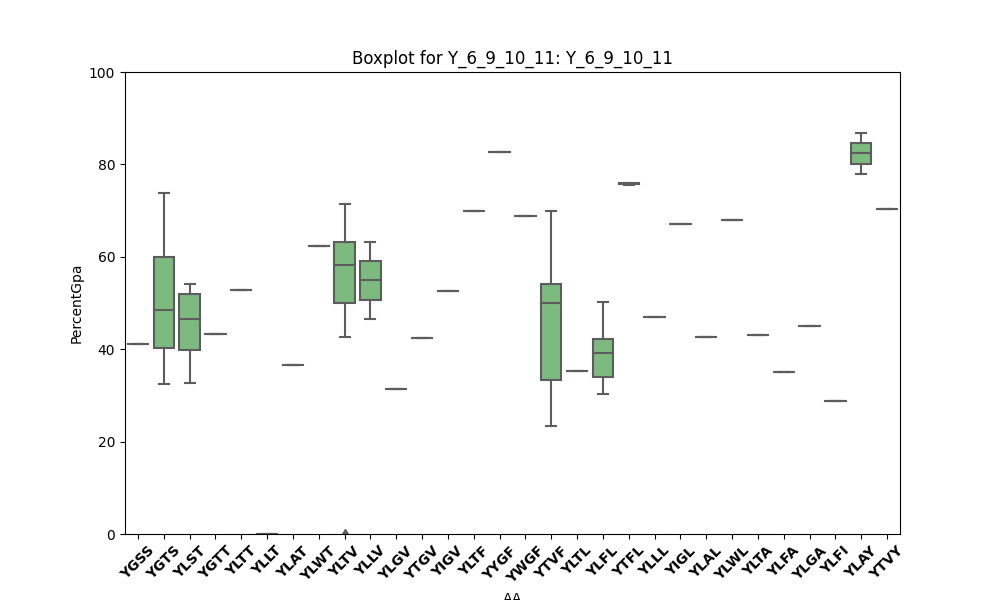 Boxplot for Y_6_9_10_11: Y_6_9_10_11
100
80
60
40
20
0
PercentGpa
YGSS YGTS YLST YGTT YLTT YLLT YLAT YLWT YLTV YLLV YLGV YTGV YIGV YLTF YYGF YWGF YTVF YLTL YLFL YTFL YLLL YIGL YLAL YLWL YLTA YLFA YLGA YLFI YLAY YTVY
AA